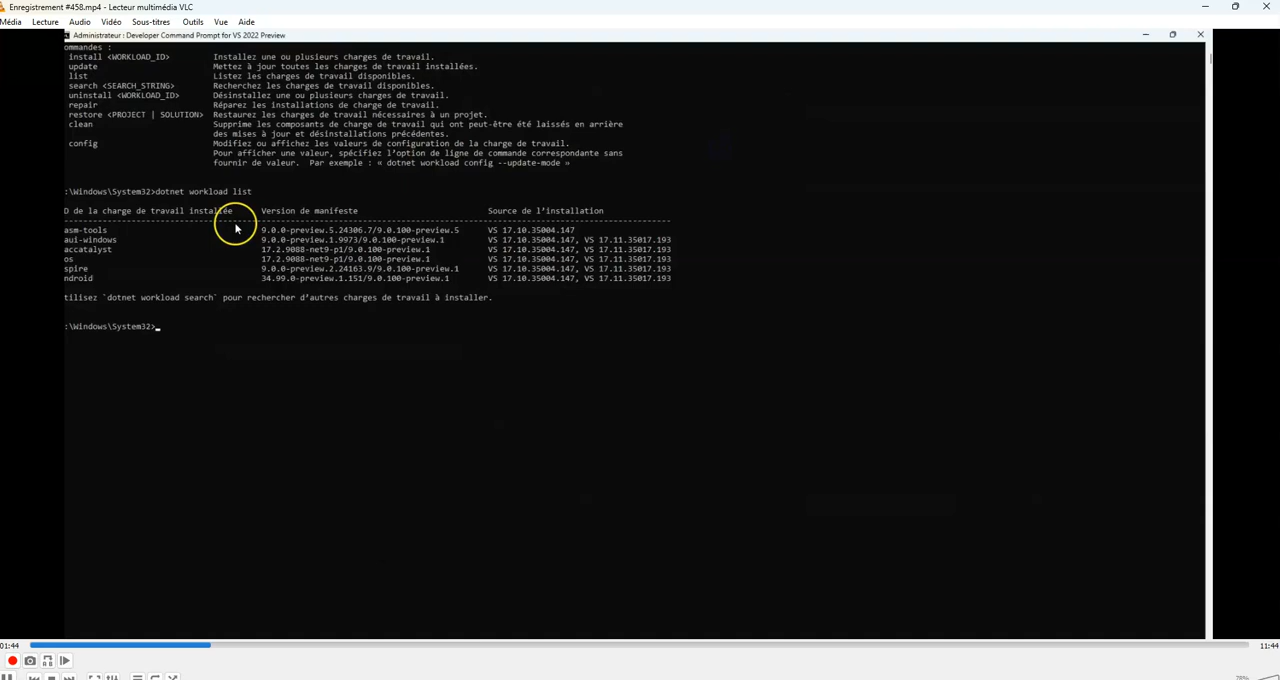 Enregistrement #458.mp4 - Lecteur multimédia VLC
Média Lecture Audio Vidéo Sous-titres Outils Vue Aide
Administrateur : Developer Command Prompt for VS 2022 Preview
ommandes :
install <WORKLOAD_ID> Installez une ou plusieurs charges de travail.
update Mettez à jour toutes les charges de travail installées.
list Listez les charges de travail disponibles.
search <SEARCH_STRING> Recherchez les charges de travail disponibles.
uninstall <WORKLOAD_ID> Désinstallez une ou plusieurs charges de travail.
repair Réparez les installations de charge de travail.
restore <PROJECT | SOLUTION> Restaurez les charges de travail nécessaires à un projet.
clean Supprime les composants de charge de travail qui ont peut-être été laissés en arrière
des mises à jour et désinstallations précédentes.
config Modifiez ou affichez les valeurs de configuration de la charge de travail.
Pour afficher une valeur, spécifiez l'option de ligne de commande correspondante sans
fournir de valeur. Par exemple : « dotnet workload config --update-mode »
:\Windows\System32>dotnet workload list
D de la charge de travail installée Version de manifeste Source de l'installation
asm-tools 9.0.0-preview.5.24306.7/9.0.100-preview.5 VS 17.10.35004.147
aui-windows 9.0.0-preview.1.9973/9.0.100-preview.1 VS 17.10.35004.147, VS 17.11.35017.193
accatalyst 17.2.9088-net9-p1/9.0.100-preview.1 VS 17.10.35004.147, VS 17.11.35017.193
os 17.2.9088-net9-p1/9.0.100-preview.1 VS 17.10.35004.147, VS 17.11.35017.193
spire 9.0.0-preview.2.24163.9/9.0.100-preview.1 VS 17.10.35004.147, VS 17.11.35017.193
ndroid 34.99.0-preview.1.151/9.0.100-preview.1 VS 17.10.35004.147, VS 17.11.35017.193
tilisez `dotnet workload search` pour rechercher d'autres charges de travail à installer.
:\Windows\System32>
01:44 11:44
78%